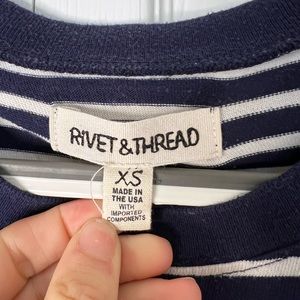 RIVET & THREAD
XS
MADE IN
THE USA
WITH
IMPORTED
COMPONENTS